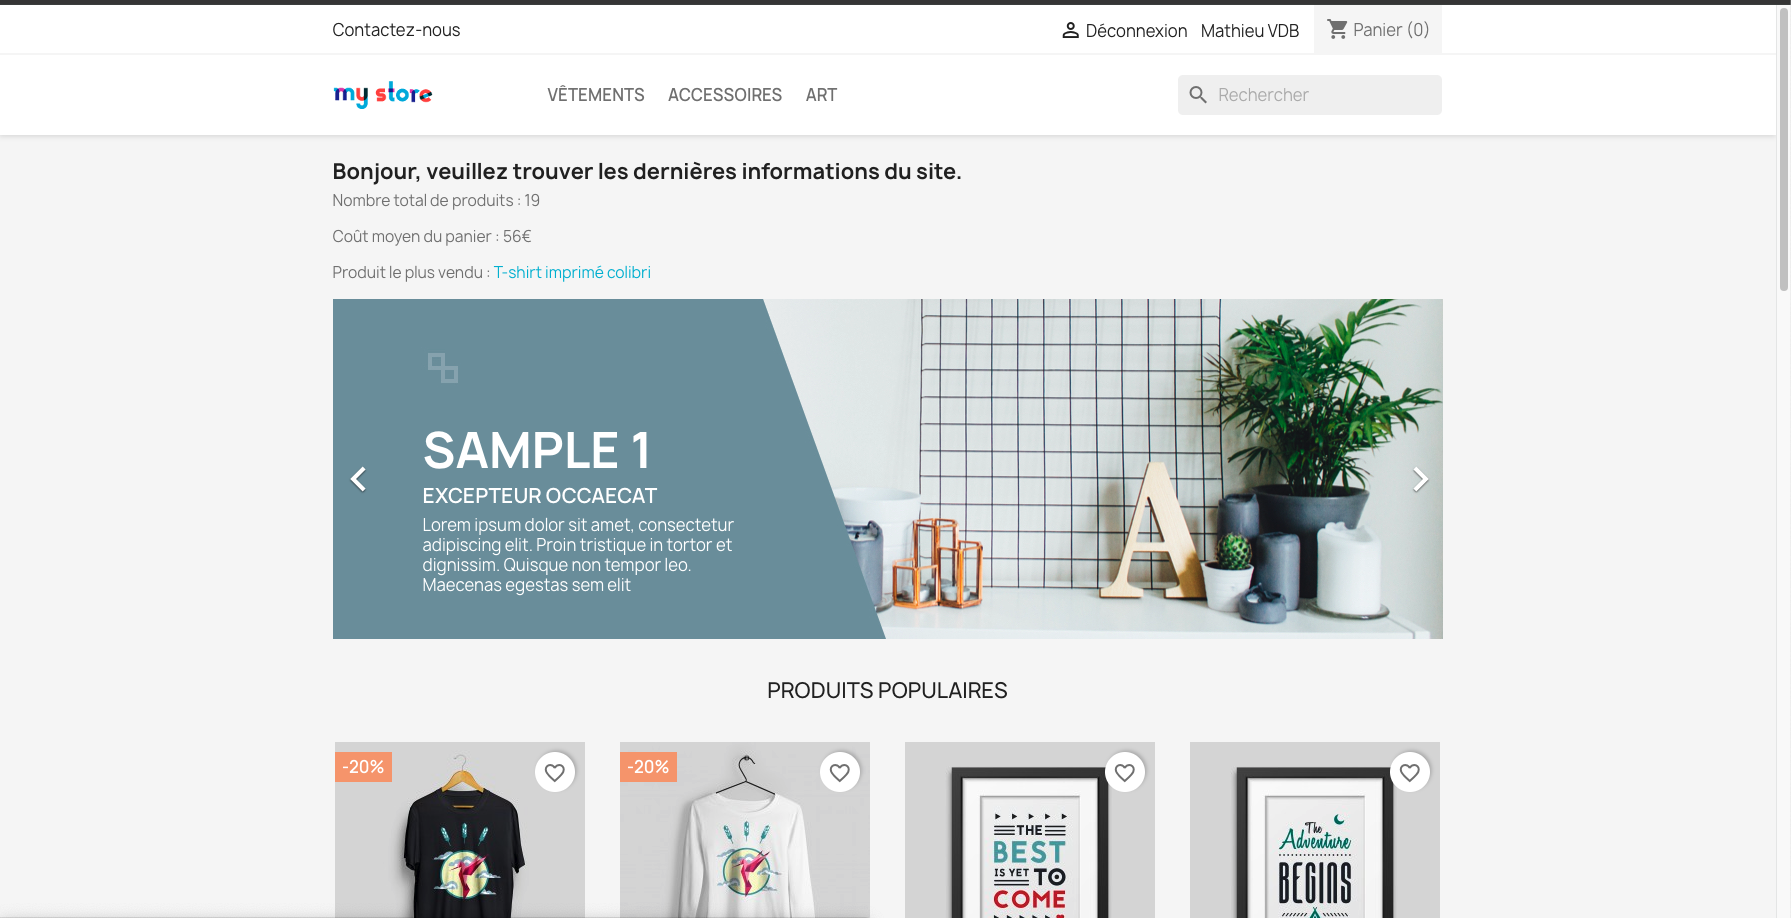 Contactez-nous
Déconnexion Mathieu VDB Panier (0)
my store
VÊTEMENTS ACCESSOIRES ART
Rechercher
Bonjour, veuillez trouver les dernières informations du site.
Nombre total de produits : 19
Coût moyen du panier : 56€
Produit le plus vendu : T-shirt imprimé colibri
SAMPLE 1
EXCEPTEUR OCCAECAT
Lorem ipsum dolor sit amet, consectetur
adipiscing elit. Proin tristique in tortor et
dignissim. Quisque non tempor leo.
Maecenas egestas sem elit
A
PRODUITS POPULAIRES
-20%
-20%
THE
BEST
IS YET TO
COME
The
Adventure
BEGINS